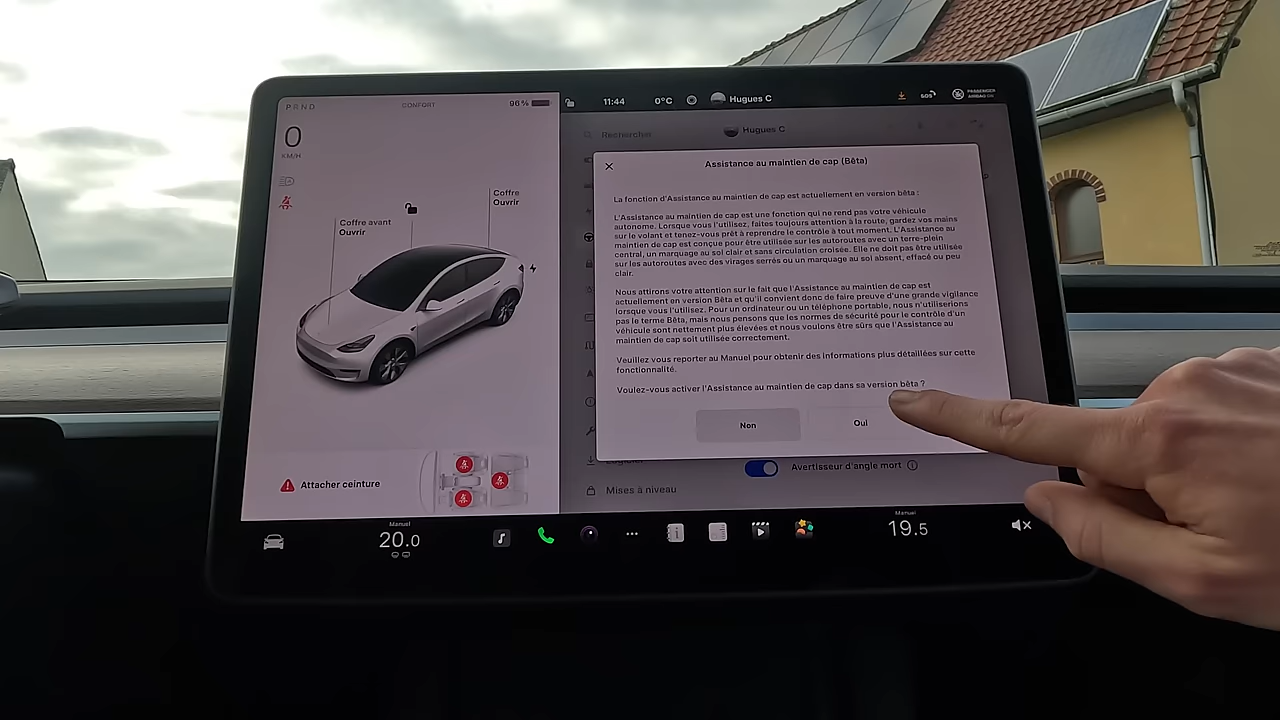 P R N D
CONFORT
96 %
11:44
0°C
Hugues C
SOS
PASSENGER
AIRBAG ON
0
KM/H
Coffre
Ouvrir
Coffre avant
Ouvrir
Attacher ceinture
Rechercher
Hugues C
Assistance au maintien de cap (Bêta)
La fonction d'Assistance au maintien de cap est actuellement en version bêta :
L'Assistance au maintien de cap est une fonction qui ne rend pas votre véhicule
autonome. Lorsque vous l'utilisez, faites toujours attention à la route, gardez vos mains
sur le volant et tenez-vous prêt à reprendre le contrôle à tout moment. L'Assistance au
maintien de cap est conçue pour être utilisée sur les autoroutes avec un terre-plein
central, un marquage au sol clair et sans circulation croisée. Elle ne doit pas être utilisée
sur les autoroutes avec des virages serrés ou un marquage au sol absent, effacé ou peu
clair.
Nous attirons votre attention sur le fait que l'Assistance au maintien de cap est
actuellement en version Bêta et qu'il convient donc de faire preuve d'une grande vigilance
lorsque vous l'utilisez. Pour un ordinateur ou un téléphone portable, nous n'utiliserions
pas le terme Bêta, mais nous pensons que les normes de sécurité pour le contrôle d'un
véhicule sont nettement plus élevées et nous voulons être sûrs que l'Assistance au
maintien de cap soit utilisée correctement.
Veuillez vous reporter au Manuel pour obtenir des informations plus détaillées sur cette
fonctionnalité.
Voulez-vous activer l'Assistance au maintien de cap dans sa version bêta ?
Non
Oui
Logiciel
Avertisseur d'angle mort
Mises à niveau
Manuel
20.0
Manuel
19.5